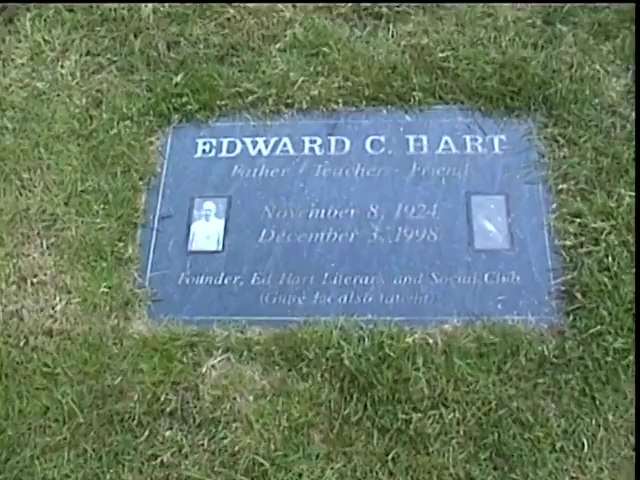 EDWARD C. HART
Father · Teacher · Friend
November 8, 1924
December 3, 1998
Founder, Ed Hart Literary and Social Club